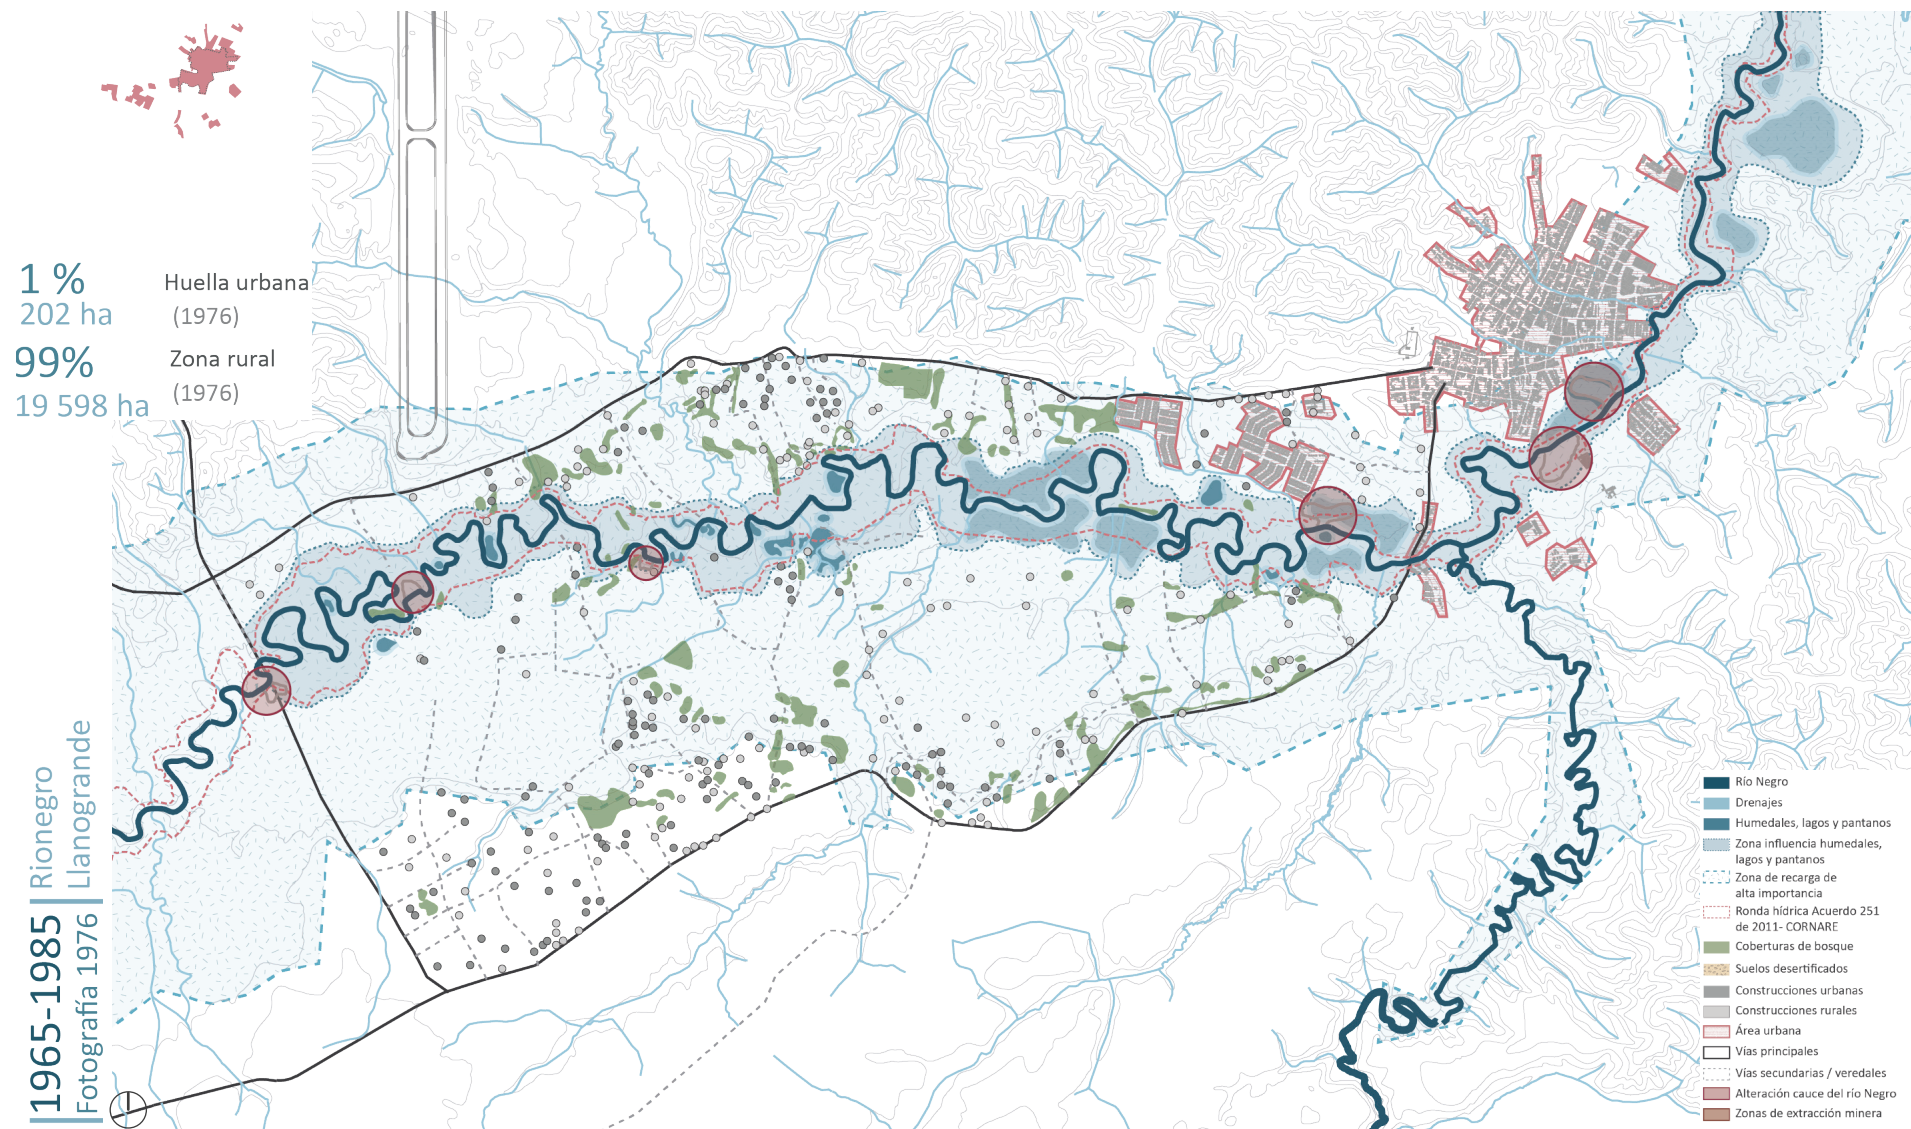 1 %
202 ha
Huella urbana
(1976)
99%
19 598 ha
Zona rural
(1976)
1965-1985
Fotografía 1976
Rionegro
Llanogrande
Río Negro
Drenajes
Humedales, lagos y pantanos
Zona influencia humedales,
lagos y pantanos
Zona de recarga de
alta importancia
Ronda hídrica Acuerdo 251
de 2011- CORNARE
Coberturas de bosque
Suelos desertificados
Construcciones urbanas
Construcciones rurales
Área urbana
Vías principales
Vías secundarias / veredales
Alteración cauce del río Negro
Zonas de extracción minera